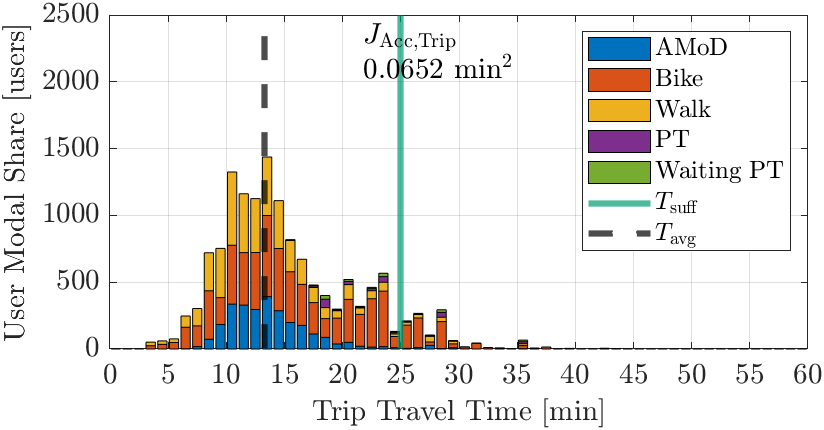 2500
2000
1500
1000
500
0
User Modal Share [users]
J_Acc,Trip
0.0652 min²
AMoD
Bike
Walk
PT
Waiting PT
T_suff
T_avg
0 5 10 15 20 25 30 35 40 45 50 55 60
Trip Travel Time [min]